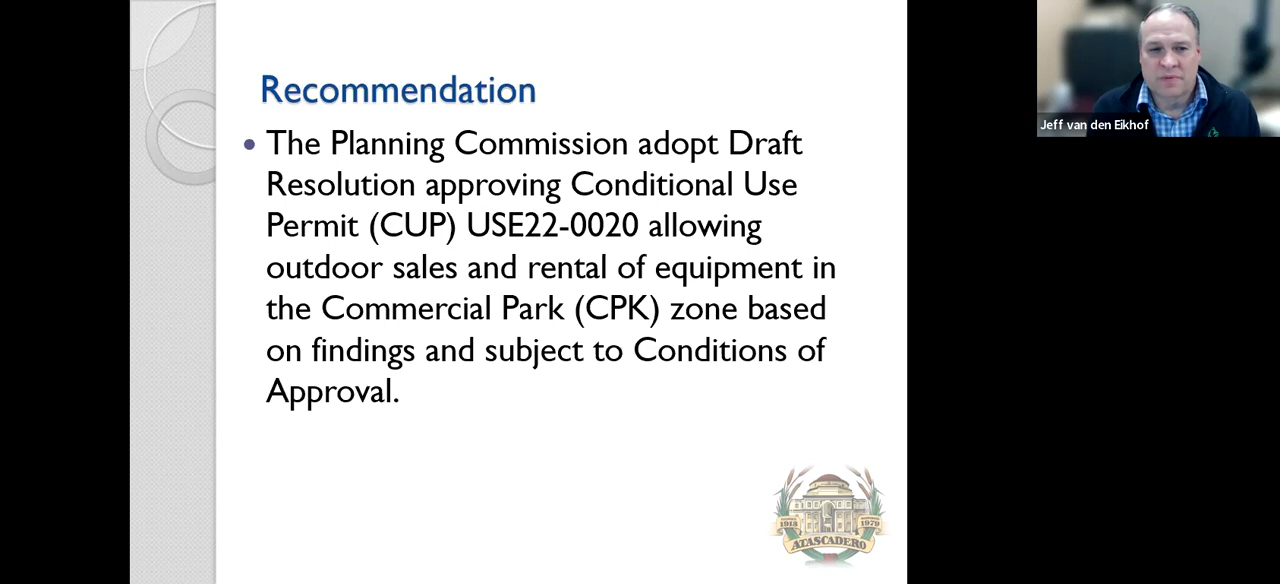 Recommendation
• The Planning Commission adopt Draft
Resolution approving Conditional Use
Permit (CUP) USE22-0020 allowing
outdoor sales and rental of equipment in
the Commercial Park (CPK) zone based
on findings and subject to Conditions of
Approval.
Jeff van den Eikhof
1913
1979
ATASCADERO